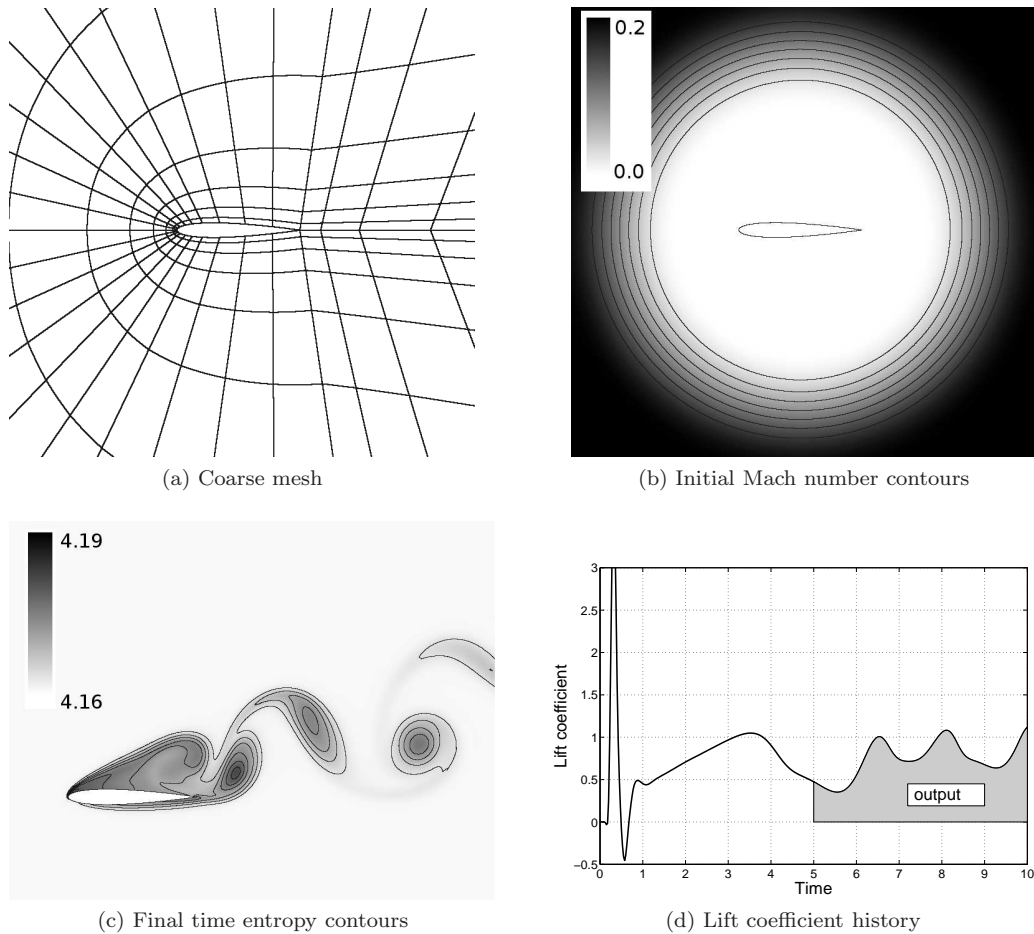 (a) Coarse mesh
0.2
0.0
(b) Initial Mach number contours
4.19
4.16
(c) Final time entropy contours
3
2.5
2
1.5
1
0.5
0
−0.5
Lift coefficient
output
0 1 2 3 4 5 6 7 8 9 10
Time
(d) Lift coefficient history